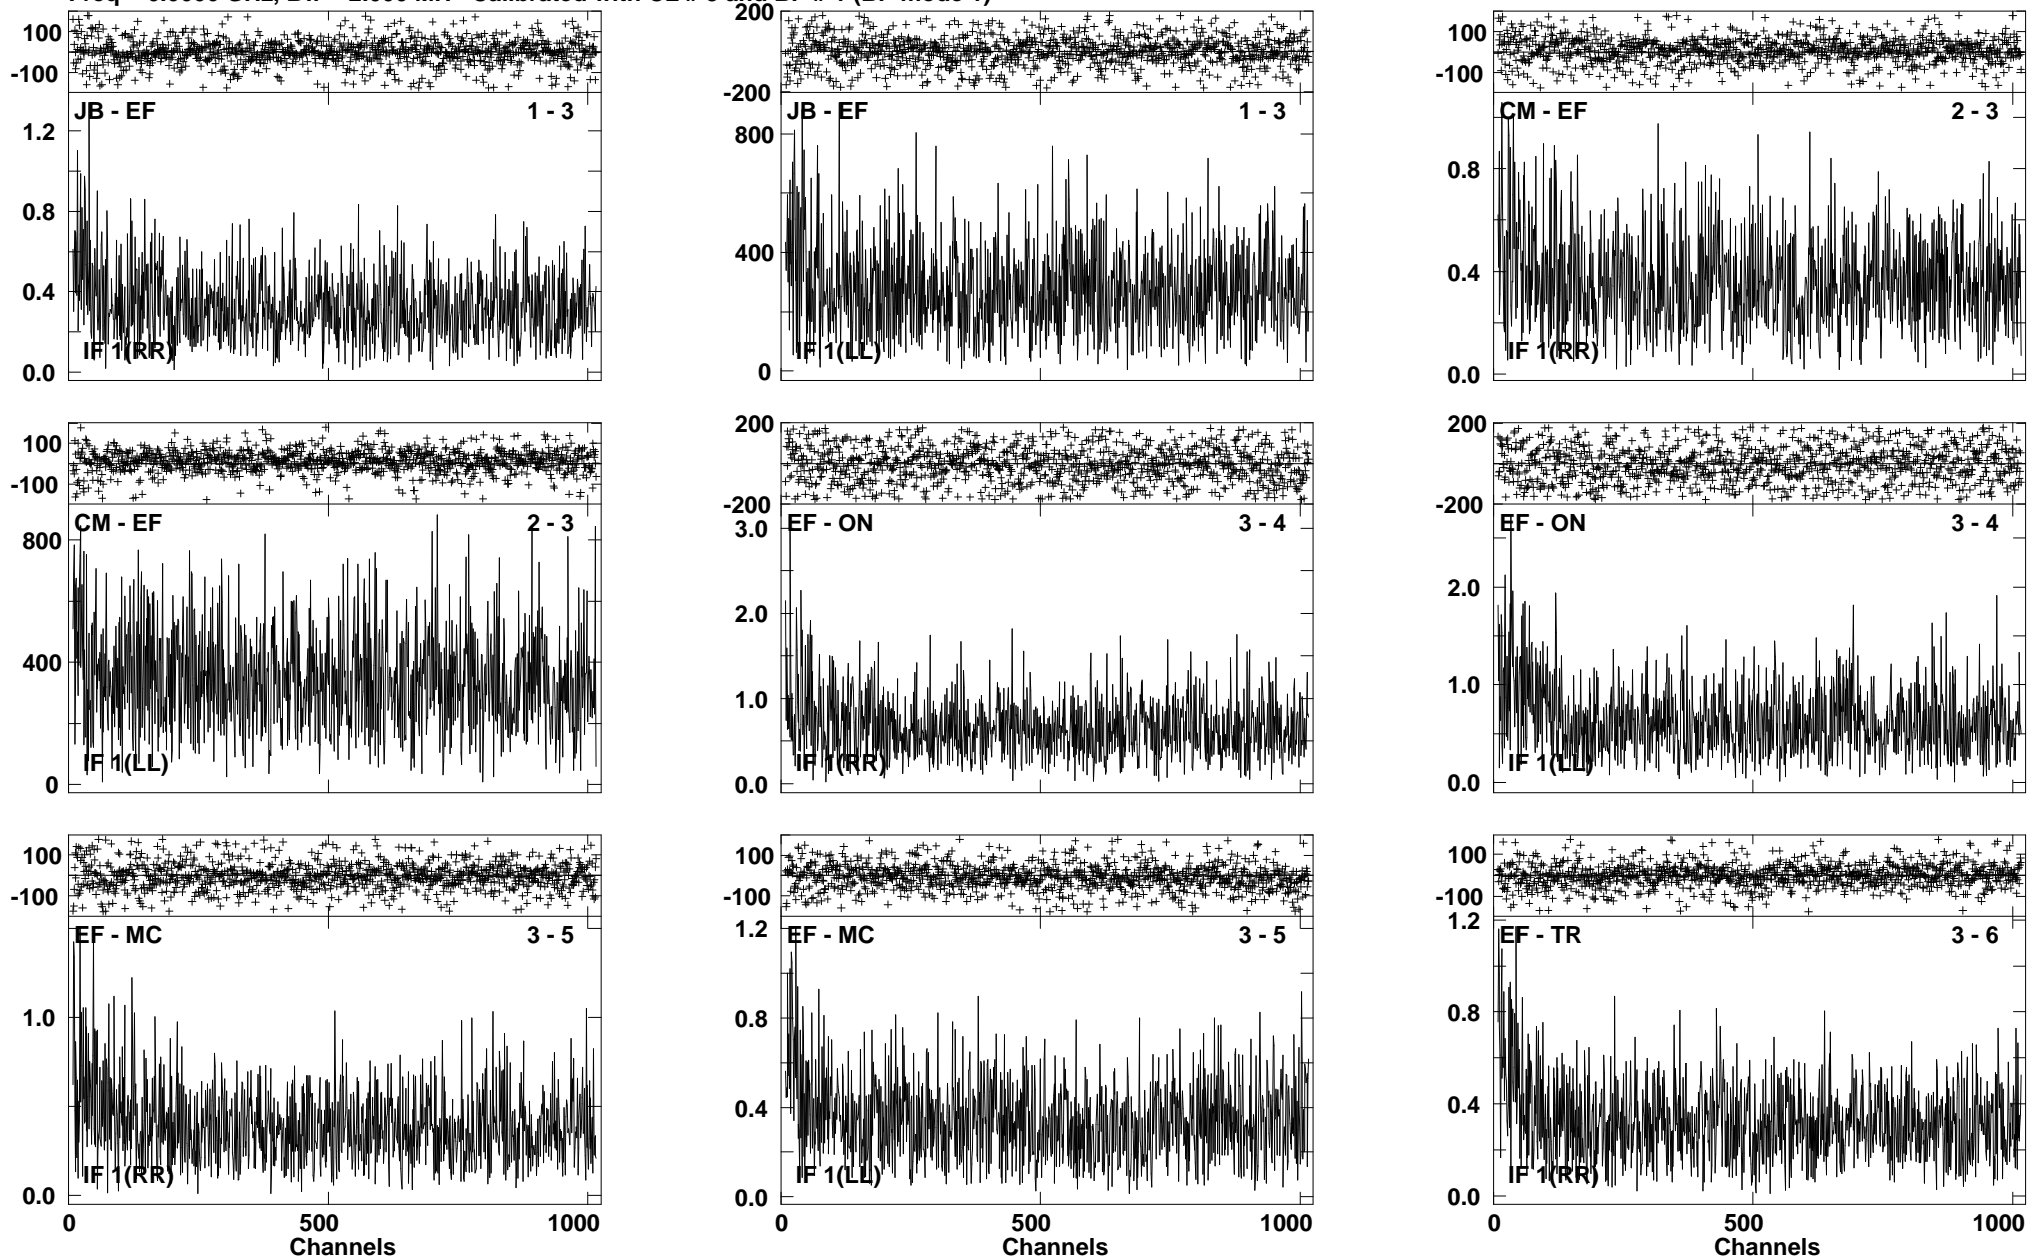 100
-100
JB - EF 1 - 3
1.2
0.8
0.4
0.0
IF 1(RR)
200
-200
JB - EF 1 - 3
800
400
0
IF 1(LL)
100
-100
CM - EF 2 - 3
0.8
0.4
0.0
IF 1(RR)
100
-100
CM - EF 2 - 3
800
400
0
IF 1(LL)
200
-200
EF - ON 3 - 4
3.0
2.0
1.0
0.0
IF 1(RR)
200
-200
EF - ON 3 - 4
2.0
1.0
0.0
IF 1(LL)
100
-100
EF - MC 3 - 5
1.0
0.0
IF 1(RR)
0 500 1000
Channels
100
-100
1.2
EF - MC 3 - 5
0.8
0.4
0.0
IF 1(LL)
0 500 1000
Channels
100
-100
1.2
EF - TR 3 - 6
0.8
0.4
0.0
IF 1(RR)
0 500 1000
Channels